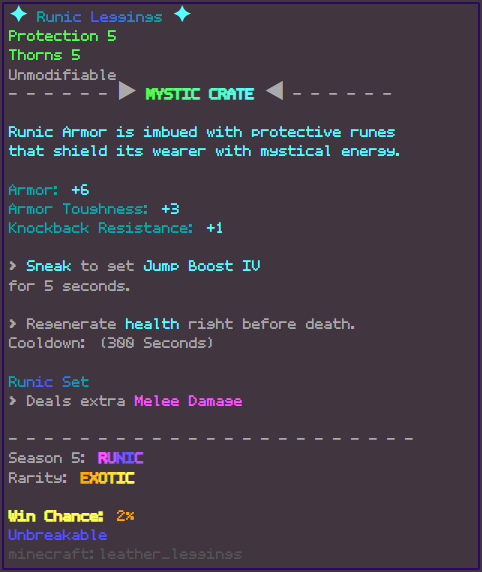 ✦ Runic Leggings ✦
Protection 5
Thorns 5
Unmodifiable
- - - - - - ▶ MYSTIC CRATE ◀ - - - - - -
Runic Armor is imbued with protective runes
that shield its wearer with mystical energy.
Armor: +6
Armor Toughness: +3
Knockback Resistance: +1
> Sneak to set Jump Boost IV
for 5 seconds.
> Regenerate health right before death.
Cooldown: (300 Seconds)
Runic Set
> Deals extra Melee Damage
- - - - - - - - - - - - - - - - - - - - - - -
Season 5: RUNIC
Rarity: EXOTIC
Win Chance: 2%
Unbreakable
minecraft:leather_leggings